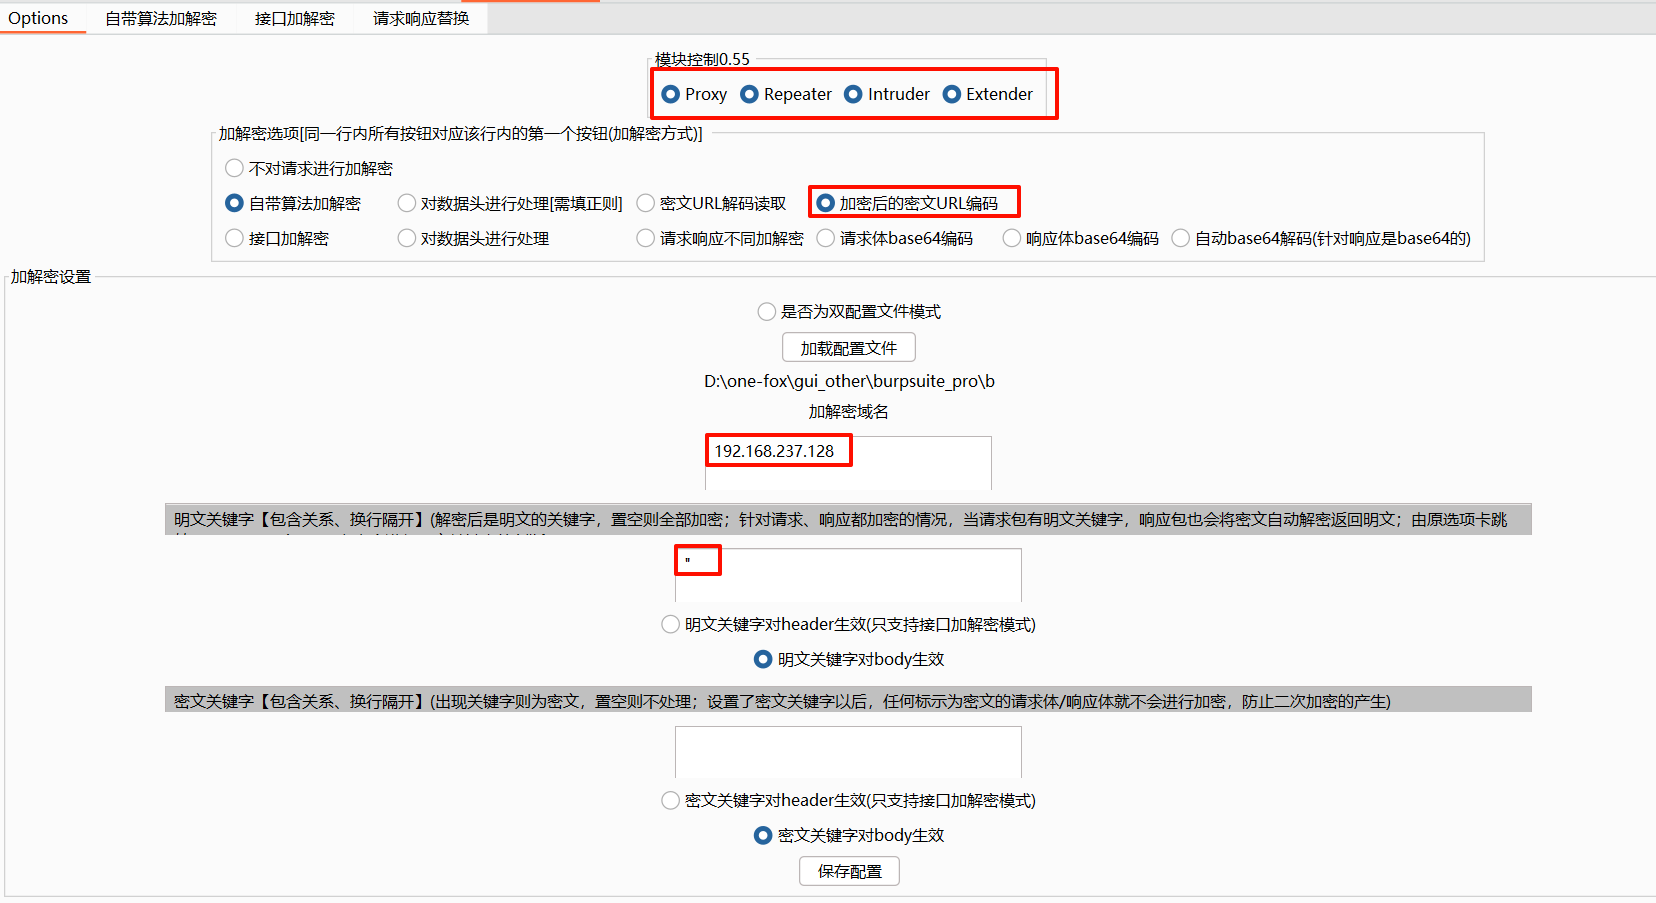 Options 自带算法加解密 接口加解密 请求响应替换
模块控制0.55
Proxy Repeater Intruder Extender
加解密选项[同一行内所有按钮对应该行内的第一个按钮(加解密方式)]
不对请求进行加解密
自带算法加解密 对数据头进行处理[需填正则] 密文URL解码读取 加密后的密文URL编码
接口加解密 对数据头进行处理 请求响应不同加解密 请求体base64编码 响应体base64编码 自动base64解码(针对响应是base64的)
加解密设置
是否为双配置文件模式
加载配置文件
D:\one-fox\gui_other\burpsuite_pro\b
加解密域名
192.168.237.128
明文关键字【包含关系、换行隔开】(解密后是明文的关键字，置空则全部加密；针对请求、响应都加密的情况，当请求包有明文关键字，响应包也会将密文自动解密返回明文；由原选项卡跳
"
明文关键字对header生效(只支持接口加解密模式)
明文关键字对body生效
密文关键字【包含关系、换行隔开】(出现关键字则为密文，置空则不处理；设置了密文关键字以后，任何标示为密文的请求体/响应体就不会进行加密，防止二次加密的产生)
密文关键字对header生效(只支持接口加解密模式)
密文关键字对body生效
保存配置